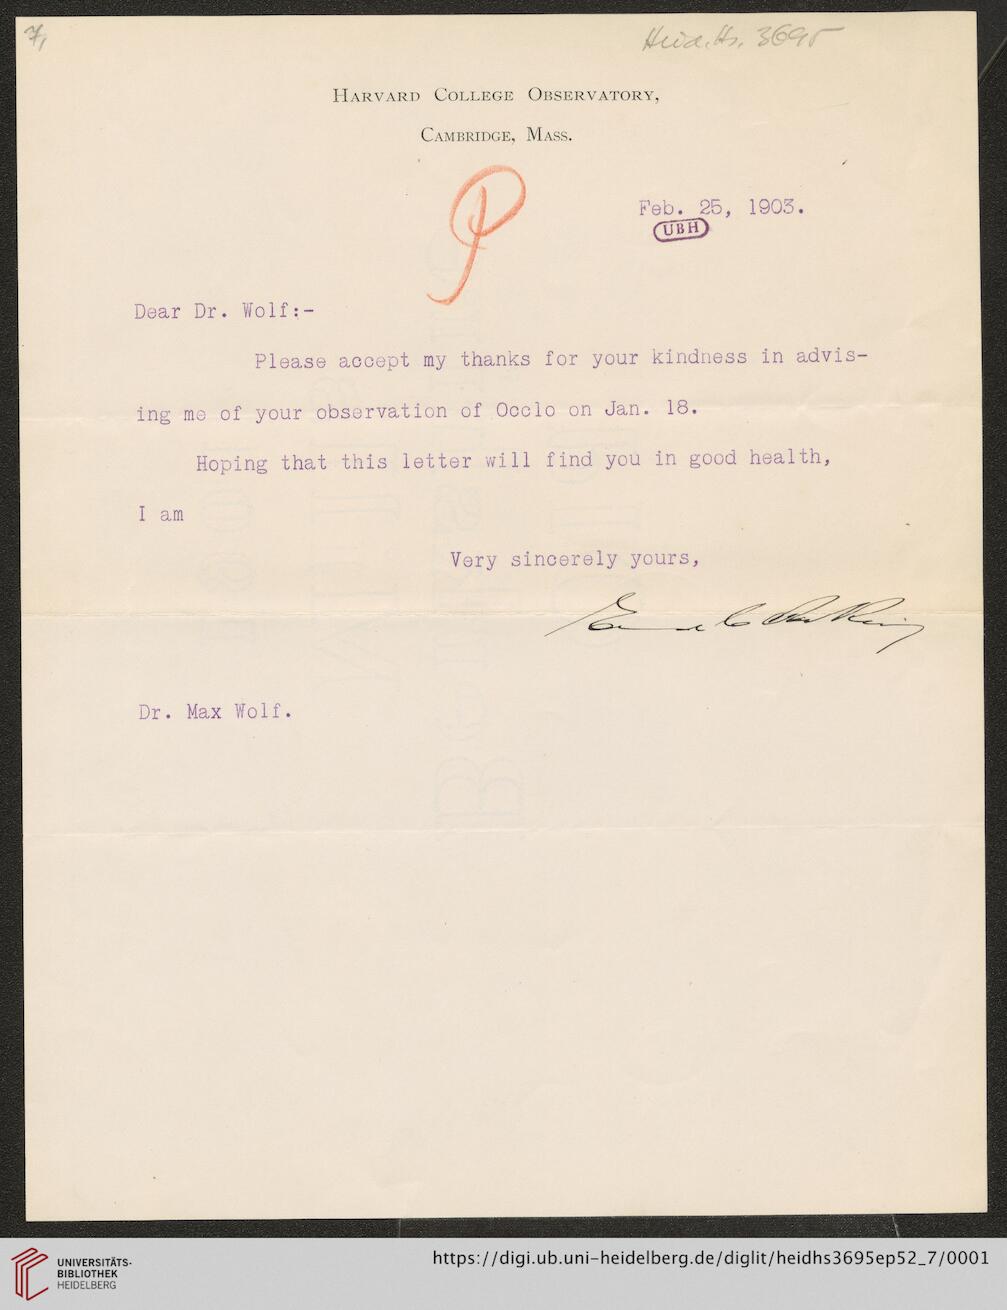 7,
Heid. Hs. 3695
HARVARD COLLEGE OBSERVATORY,
CAMBRIDGE, MASS.
P
Feb. 25, 1903.
UBH
Dear Dr. Wolf:-
Please accept my thanks for your kindness in advis-
ing me of your observation of Occlo on Jan. 18.
Hoping that this letter will find you in good health,
I am
Very sincerely yours,
Edward C. Pickering
Dr. Max Wolf.
UNIVERSITÄTS-
BIBLIOTHEK
HEIDELBERG
https://digi.ub.uni-heidelberg.de/diglit/heidhs3695ep52_7/0001